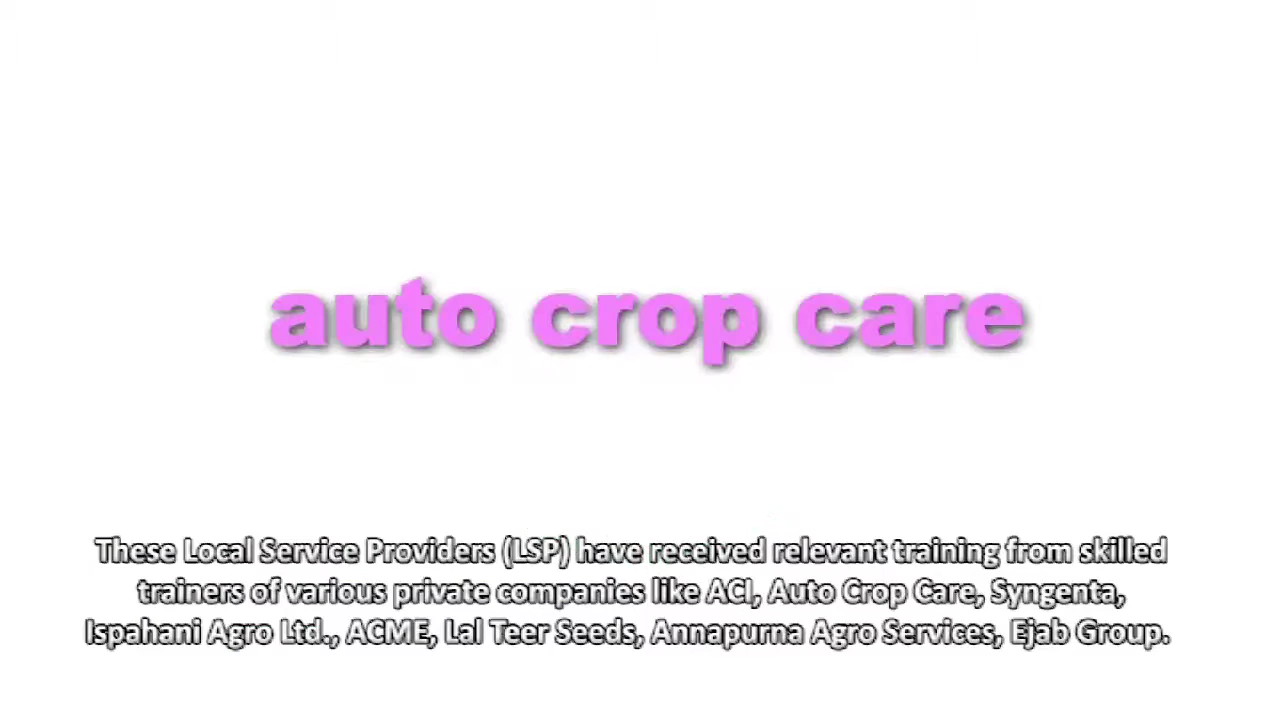 auto crop care
These Local Service Providers (LSP) have received relevant training from skilled
trainers of various private companies like ACI, Auto Crop Care, Syngenta,
Ispahani Agro Ltd., ACME, Lal Teer Seeds, Annapurna Agro Services, Ejab Group.